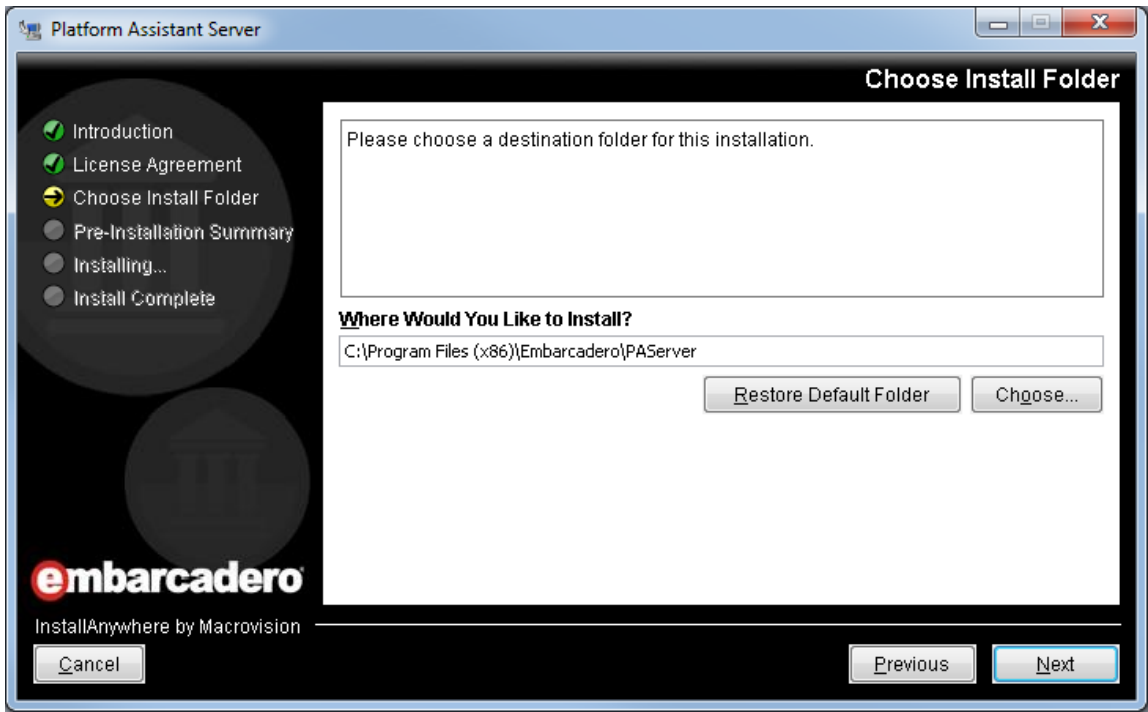 Platform Assistant Server
Choose Install Folder
Introduction
License Agreement
Choose Install Folder
Pre-Installation Summary
Installing...
Install Complete
Please choose a destination folder for this installation.
Where Would You Like to Install?
C:\Program Files (x86)\Embarcadero\PAServer
Restore Default Folder
Choose...
embarcadero
InstallAnywhere by Macrovision
Cancel
Previous
Next